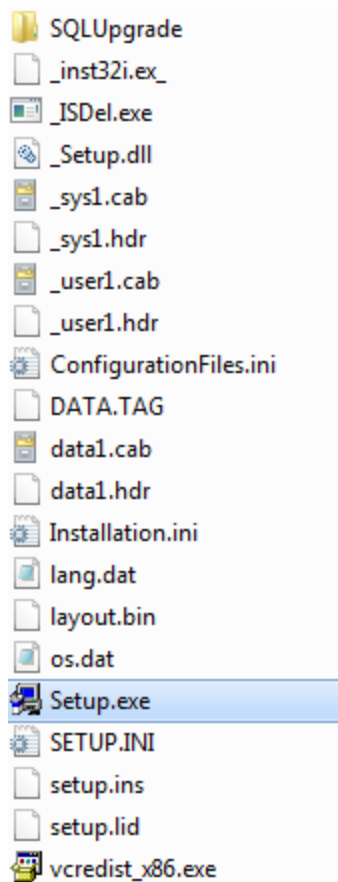 SQLUpgrade
_inst32i.ex_
_ISDel.exe
_Setup.dll
_sys1.cab
_sys1.hdr
_user1.cab
_user1.hdr
ConfigurationFiles.ini
DATA.TAG
data1.cab
data1.hdr
Installation.ini
lang.dat
layout.bin
os.dat
Setup.exe
SETUP.INI
setup.ins
setup.lid
vcredist_x86.exe